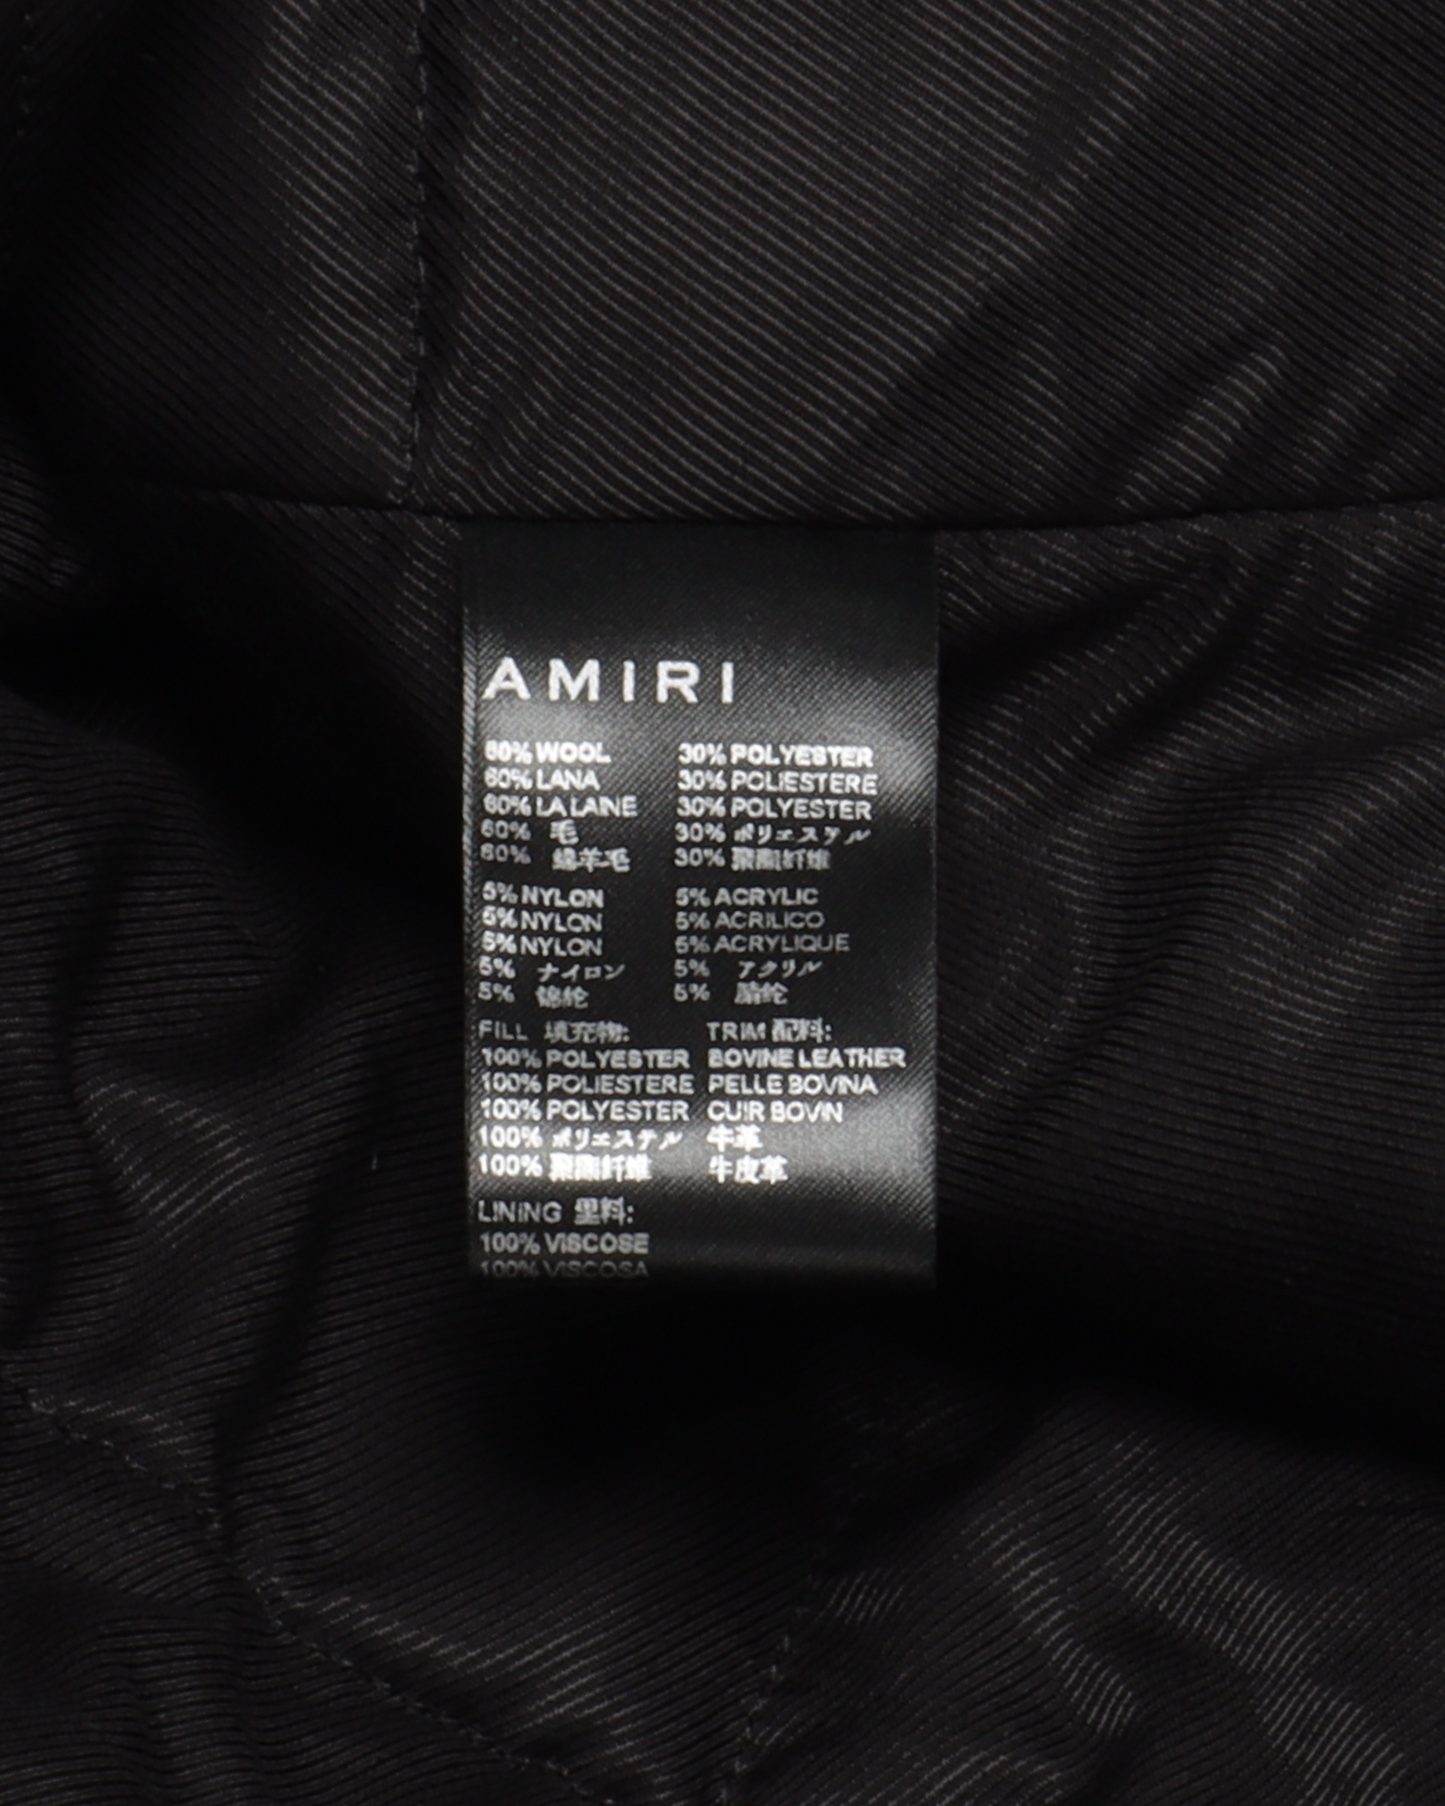 AMIRI
60% WOOL 30% POLYESTER
60% LANA 30% POLIESTERE
60% LA LAINE 30% POLYESTER
60% 毛 30% ポリエステル
60% 绵羊毛 30% 聚酯纤维
5% NYLON 5% ACRYLIC
5% NYLON 5% ACRILICO
5% NYLON 5% ACRYLIQUE
5% ナイロン 5% アクリル
5% 锦纶 5% 腈纶
FILL 填充物: TRIM 配料:
100% POLYESTER BOVINE LEATHER
100% POLIESTERE PELLE BOVINA
100% POLYESTER CUIR BOVIN
100% ポリエステル 牛革
100% 聚酯纤维 牛皮革
LINING 里料:
100% VISCOSE
100% VISCOSA